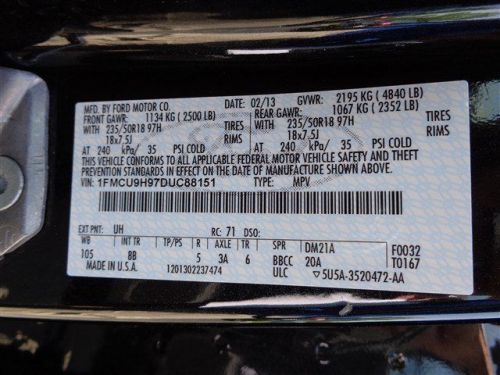 MFD. BY FORD MOTOR CO.
DATE: 02/13 GVWR: 2195 KG ( 4840 LB)
FRONT GAWR: 1134 KG ( 2500 LB) REAR GAWR: 1067 KG ( 2352 LB)
WITH 235/50R18 97H TIRES WITH 235/50R18 97H TIRES
18x7.5J RIMS 18x7.5J RIMS
AT 240 kPa/ 35 PSI COLD AT 240 kPa/ 35 PSI COLD
THIS VEHICLE CONFORMS TO ALL APPLICABLE FEDERAL MOTOR VEHICLE SAFETY AND THEFT PREVENTION STANDARDS IN
EFFECT ON THE DATE OF MANUFACTURE SHOWN ABOVE.
VIN: 1FMCU9H97DUC88151 TYPE: MPV
EXT PNT: UH RC: 71 DSO:
WB INT TR TP/PS R AXLE TR SPR DM21A F0032
105 BB 5 3A 6 BBCC 20A T0167
MADE IN U.S.A. 1201302237474 ULC 5U5A-3520472-AA